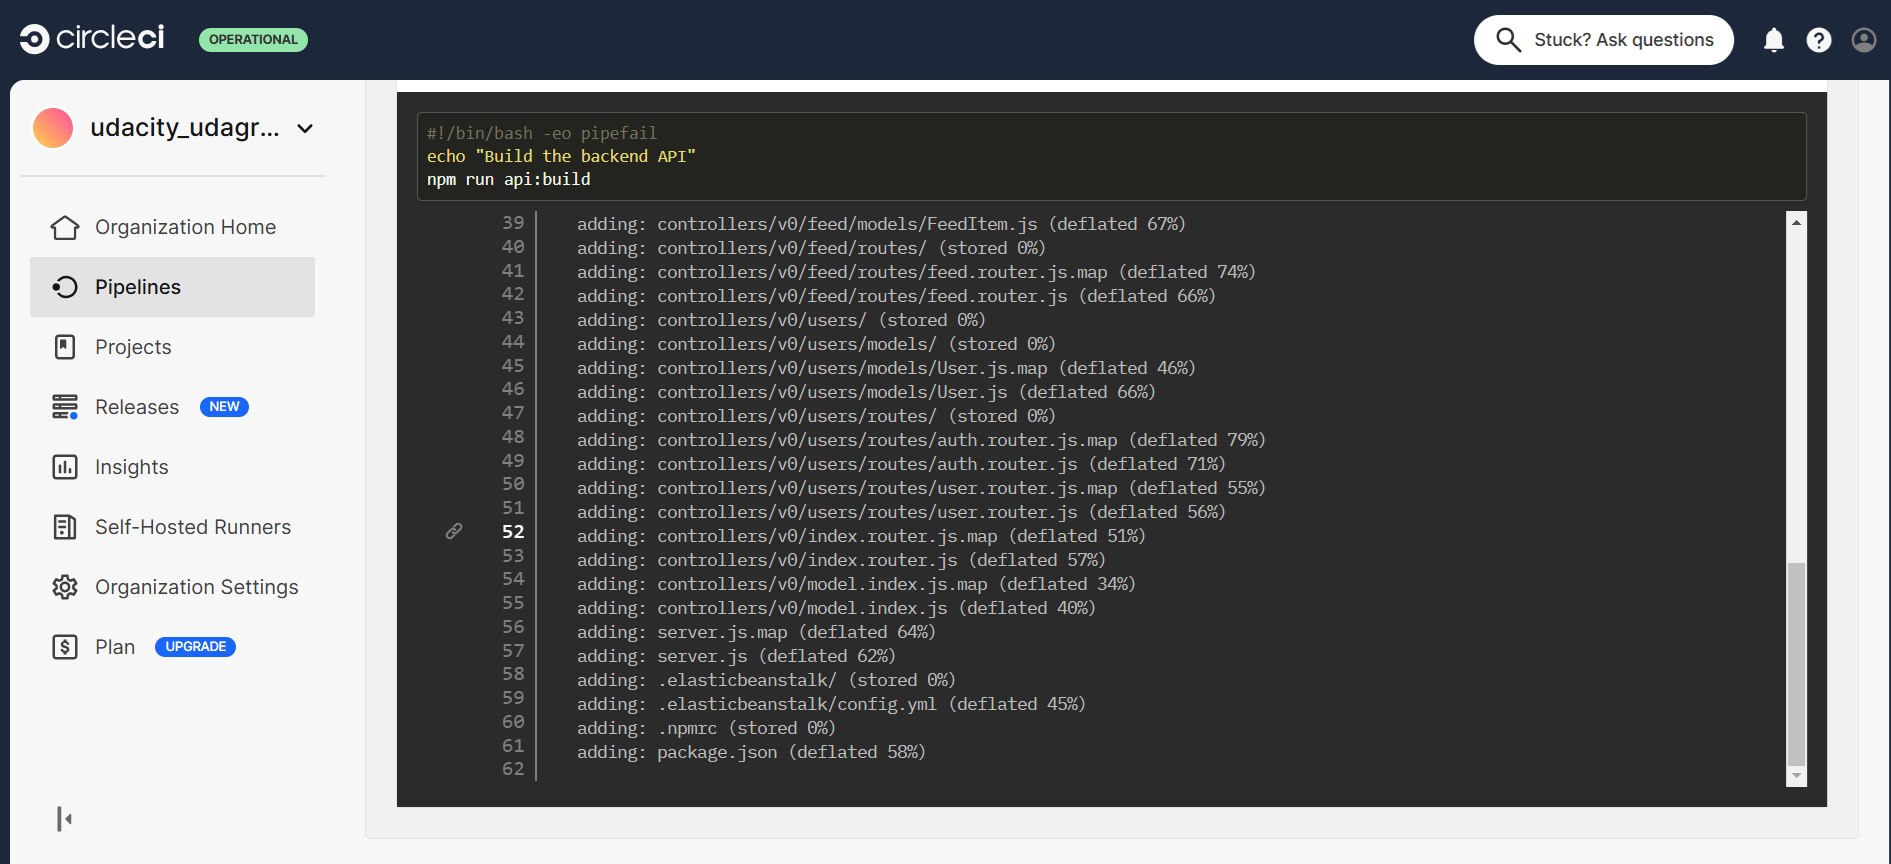 circleci
OPERATIONAL
Stuck? Ask questions
udacity_udagr...
Organization Home
Pipelines
Projects
Releases NEW
Insights
Self-Hosted Runners
Organization Settings
Plan UPGRADE
#!/bin/bash -eo pipefail
echo "Build the backend API"
npm run api:build
39 adding: controllers/v0/feed/models/FeedItem.js (deflated 67%)
40 adding: controllers/v0/feed/routes/ (stored 0%)
41 adding: controllers/v0/feed/routes/feed.router.js.map (deflated 74%)
42 adding: controllers/v0/feed/routes/feed.router.js (deflated 66%)
43 adding: controllers/v0/users/ (stored 0%)
44 adding: controllers/v0/users/models/ (stored 0%)
45 adding: controllers/v0/users/models/User.js.map (deflated 46%)
46 adding: controllers/v0/users/models/User.js (deflated 66%)
47 adding: controllers/v0/users/routes/ (stored 0%)
48 adding: controllers/v0/users/routes/auth.router.js.map (deflated 79%)
49 adding: controllers/v0/users/routes/auth.router.js (deflated 71%)
50 adding: controllers/v0/users/routes/user.router.js.map (deflated 55%)
51 adding: controllers/v0/users/routes/user.router.js (deflated 56%)
52 adding: controllers/v0/index.router.js.map (deflated 51%)
53 adding: controllers/v0/index.router.js (deflated 57%)
54 adding: controllers/v0/model.index.js.map (deflated 34%)
55 adding: controllers/v0/model.index.js (deflated 40%)
56 adding: server.js.map (deflated 64%)
57 adding: server.js (deflated 62%)
58 adding: .elasticbeanstalk/ (stored 0%)
59 adding: .elasticbeanstalk/config.yml (deflated 45%)
60 adding: .npmrc (stored 0%)
61 adding: package.json (deflated 58%)
62